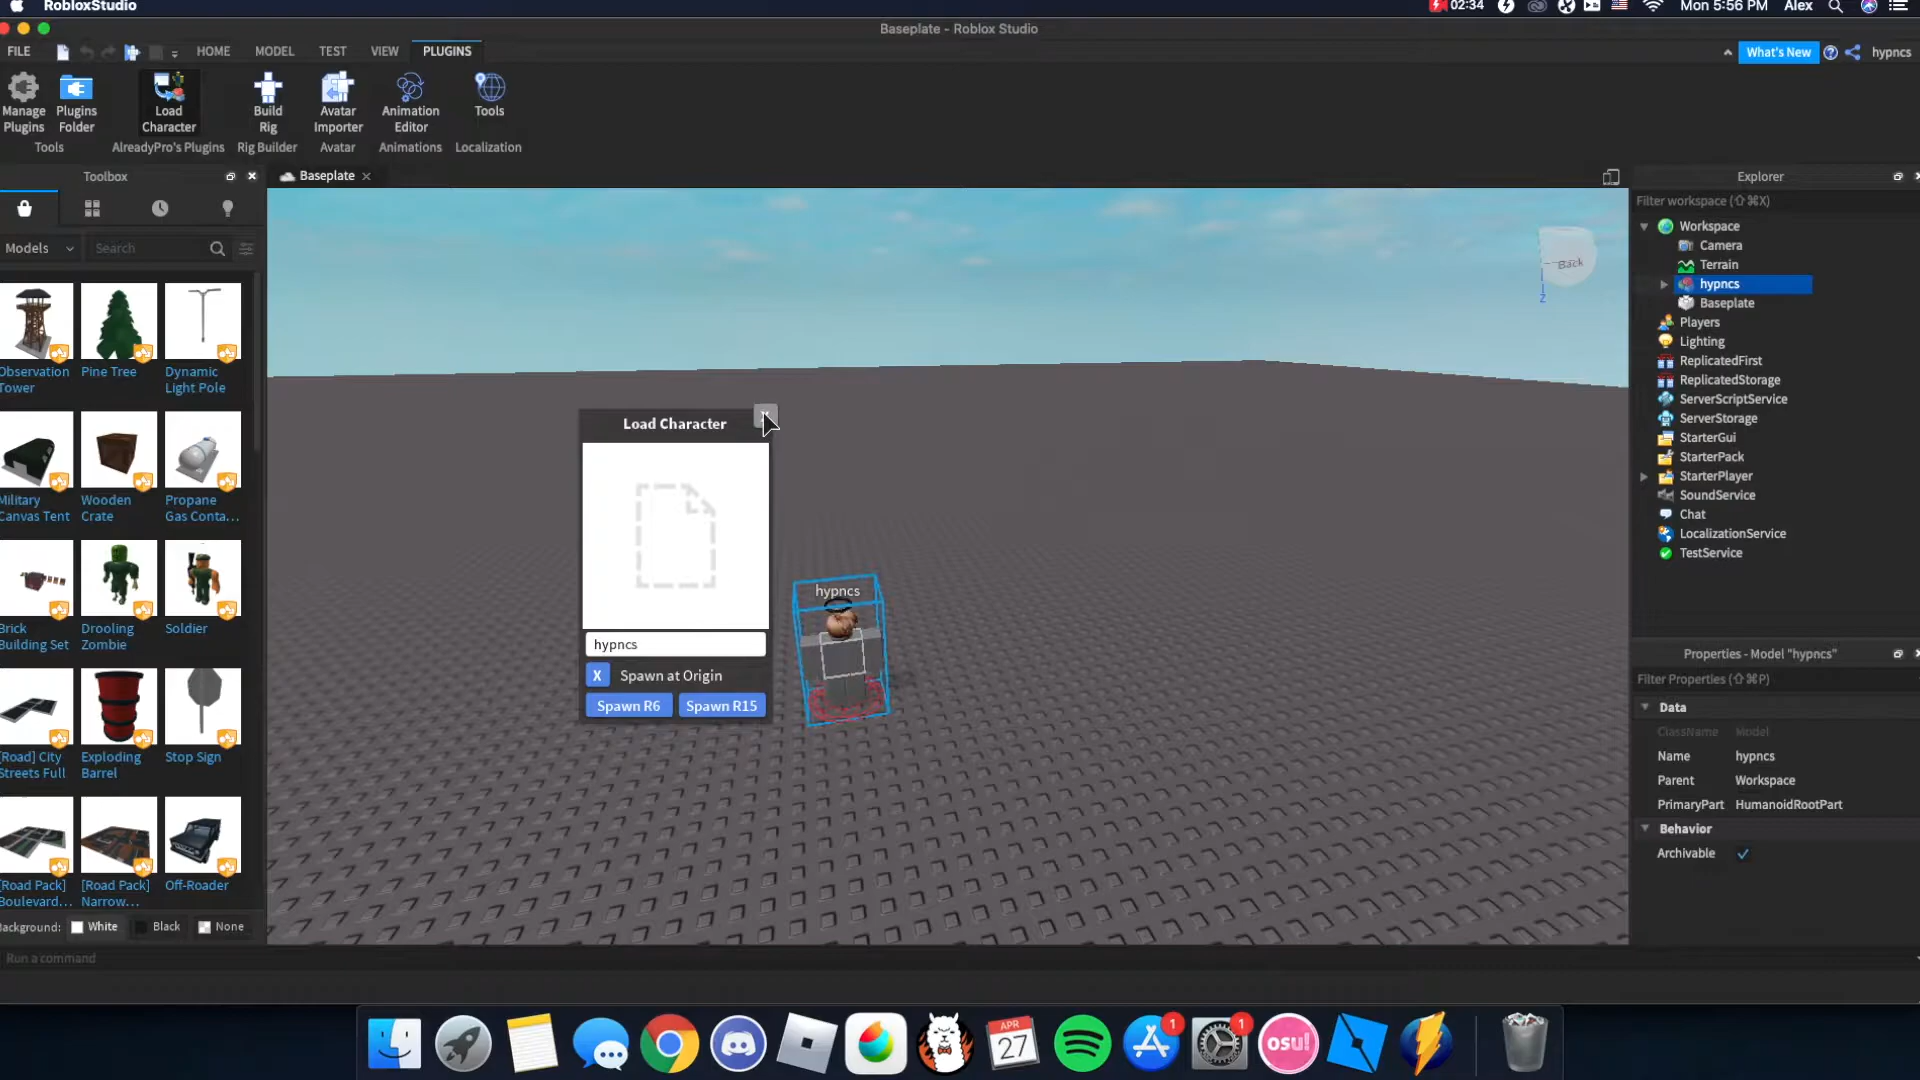 RobloxStudio
02:34
Mon 5:56 PM
Alex
Baseplate - Roblox Studio
FILE
HOME
MODEL
TEST
VIEW
PLUGINS
What's New
hypncs
Manage
Plugins
Plugins
Folder
Load
Character
Build
Rig
Avatar
Importer
Animation
Editor
Tools
Tools
AlreadyPro's Plugins
Rig Builder
Avatar
Animations
Localization
Toolbox
Baseplate
Models
Search
Observation
Tower
Pine Tree
Dynamic
Light Pole
Military
Canvas Tent
Wooden
Crate
Propane
Gas Conta...
Brick
Building Set
Drooling
Zombie
Soldier
[Road] City
Streets Full
Exploding
Barrel
Stop Sign
[Road Pack]
Boulevard...
[Road Pack]
Narrow...
Off-Roader
Background:
White
Black
None
Run a command
Back
Z
Load Character
hypncs
X
Spawn at Origin
Spawn R6
Spawn R15
hypncs
Explorer
Filter workspace (⇧⌘X)
Workspace
Camera
Terrain
hypncs
Baseplate
Players
Lighting
ReplicatedFirst
ReplicatedStorage
ServerScriptService
ServerStorage
StarterGui
StarterPack
StarterPlayer
SoundService
Chat
LocalizationService
TestService
Properties - Model "hypncs"
Filter Properties (⇧⌘P)
Data
ClassName Model
Name hypncs
Parent Workspace
PrimaryPart HumanoidRootPart
Behavior
Archivable
APR
27
1
1
osu!